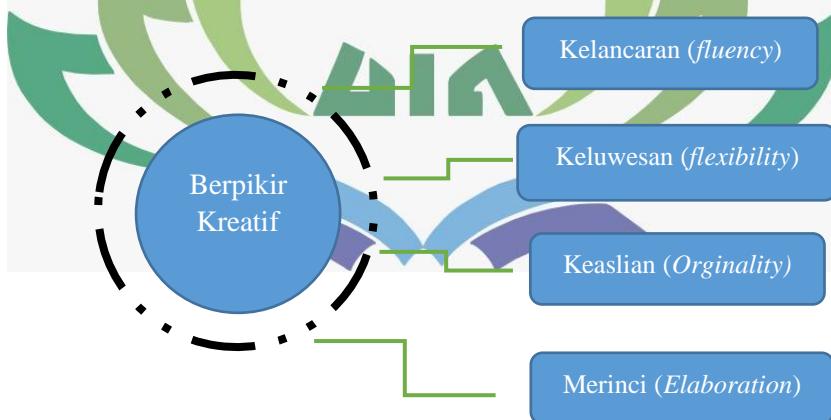 Berpikir
Kreatif
Kelancaran (fluency)
Keluwesan (flexibility)
Keaslian (Orginality)
Merinci (Elaboration)